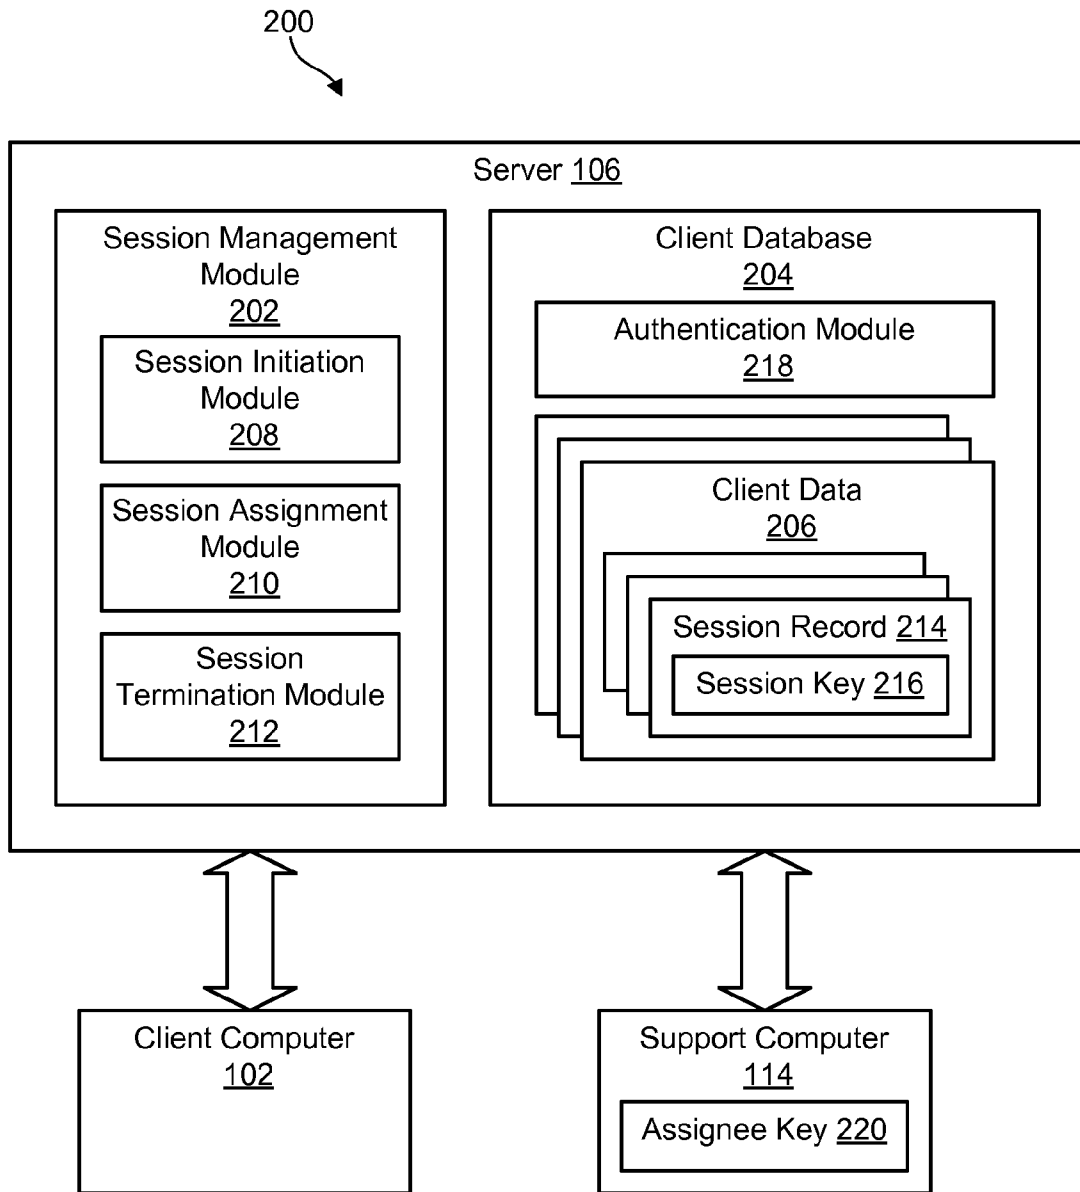 200
Server 106
Session Management
Module
202
Session Initiation
Module
208
Session Assignment
Module
210
Session
Termination Module
212
Client Database
204
Authentication Module
218
Client Data
206
Session Record 214
Session Key 216
Client Computer
102
Support Computer
114
Assignee Key 220